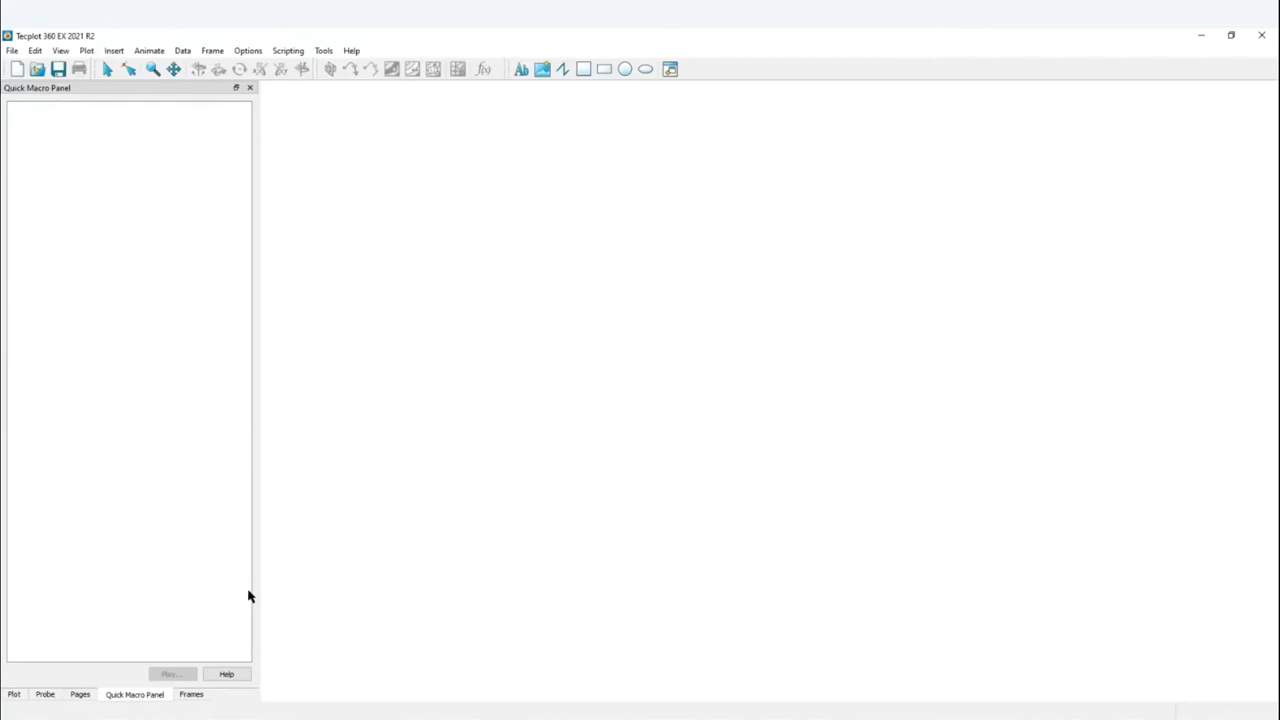 Tecplot 360 EX 2021 R2
File Edit View Plot Insert Animate Data Frame Options Scripting Tools Help
f(x) Ab
Quick Macro Panel
Play... Help
Plot Probe Pages Quick Macro Panel Frames